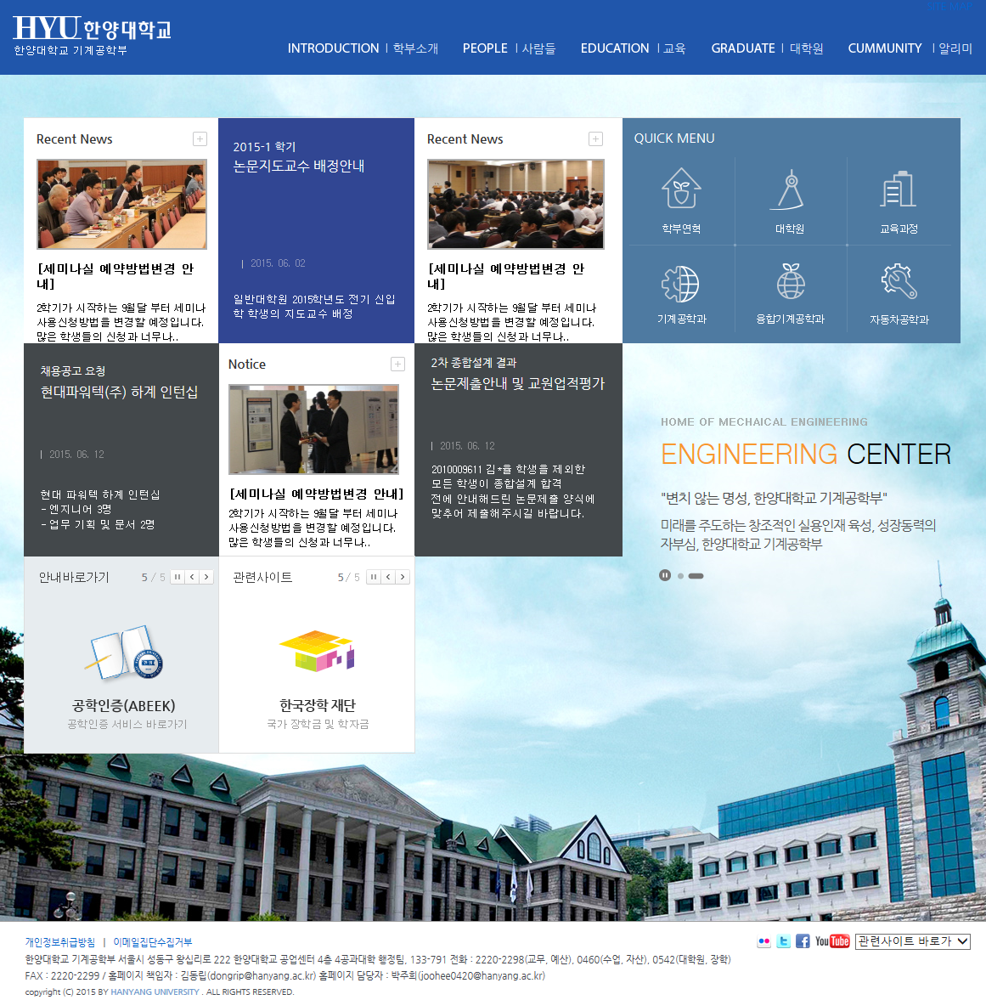 HYU 한양대학교
한양대학교 기계공학부
INTRODUCTION | 학부소개 PEOPLE | 사람들 EDUCATION | 교육 GRADUATE | 대학원 CUMMUNITY | 알리미
Recent News
[세미나실 예약방법변경 안
내]
2학기가 시작하는 9월달 부터 세미나
사용신청방법을 변경할 예정입니다.
많은 학생들의 신청과 너무나..
2015-1 학기
논문지도교수 배정안내
| 2015. 06. 02
일반대학원 2015학년도 전기 신입
학 학생의 지도교수 배정
Recent News
[세미나실 예약방법변경 안
내]
2학기가 시작하는 9월달 부터 세미나
사용신청방법을 변경할 예정입니다.
많은 학생들의 신청과 너무나..
QUICK MENU
학부연혁 대학원 교육과정
기계공학과 융합기계공학과 자동차공학과
채용공고 요청
현대파워텍(주) 하계 인턴십
| 2015. 06. 12
현대 파워텍 하계 인턴십
- 엔지니어 3명
- 업무 기획 및 문서 2명
Notice
[세미나실 예약방법변경 안내]
2학기가 시작하는 9월달 부터 세미나
사용신청방법을 변경할 예정입니다.
많은 학생들의 신청과 너무나..
2차 종합설계 결과
논문제출안내 및 교원업적평가
| 2015. 06. 12
2010009611 김*율 학생을 제외한
모든 학생이 종합설계 합격
전에 안내해드린 논문제출 양식에
맞추어 제출해주시길 바랍니다.
HOME OF MECHAICAL ENGINEERING
ENGINEERING CENTER
"변치 않는 명성, 한양대학교 기계공학부"
미래를 주도하는 창조적인 실용인재 육성, 성장동력의
자부심, 한양대학교 기계공학부
안내바로가기 5 / 5
공학인증(ABEEK)
공학인증 서비스 바로가기
관련사이트 5 / 5
한국장학 재단
국가 장학금 및 학자금
개인정보취급방침 | 이메일집단수집거부
YouTube 관련사이트 바로가기
한양대학교 기계공학부 서울시 성동구 왕십리로 222 한양대학교 공업센터 4층 4공과대학 행정팀, 133-791 전화 : 2220-2298(교무, 예산), 0460(수업, 자산), 0542(대학원, 장학)
FAX : 2220-2299 / 홈페이지 책임자 : 김동립(dongrip@hanyang.ac.kr) 홈페이지 담당자 : 박주희(joohee0420@hanyang.ac.kr)
copyright (C) 2015 BY HANYANG UNIVERSITY . ALL RIGHTS RESERVED.